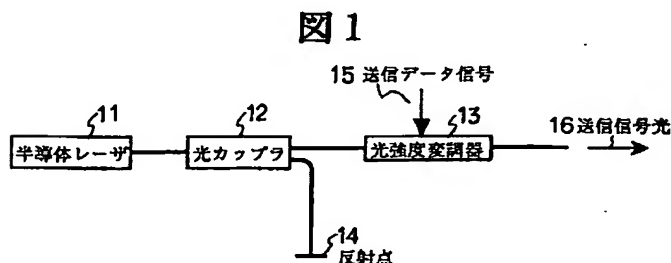 図1
15 送信データ信号
11
12
13
16 送信信号光
半導体レーザ
光カップラ
光強度変調器
14
反射点